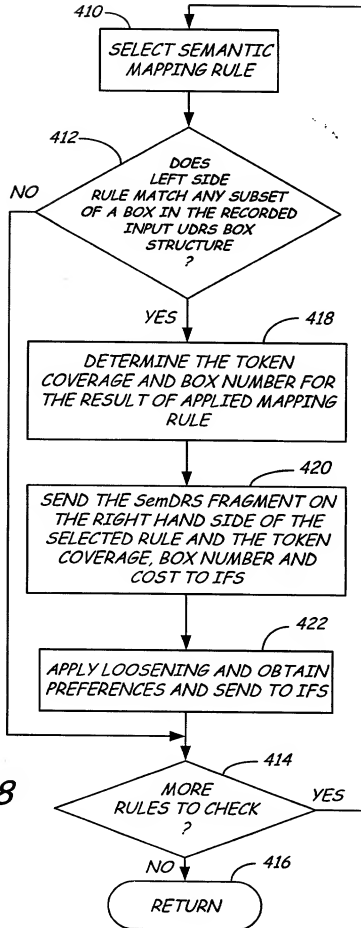 410
SELECT SEMANTIC
MAPPING RULE
412
DOES
LEFT SIDE
RULE MATCH ANY SUBSET
OF A BOX IN THE RECORDED
INPUT UDRS BOX
STRUCTURE
?
NO
YES
418
DETERMINE THE TOKEN
COVERAGE AND BOX NUMBER FOR
THE RESULT OF APPLIED MAPPING
RULE
420
SEND THE SemDRS FRAGMENT ON
THE RIGHT HAND SIDE OF THE
SELECTED RULE AND THE TOKEN
COVERAGE, BOX NUMBER AND
COST TO IFS
422
APPLY LOOSENING AND OBTAIN
PREFERENCES AND SEND TO IFS
8
414
MORE
RULES TO CHECK
?
YES
NO
416
RETURN